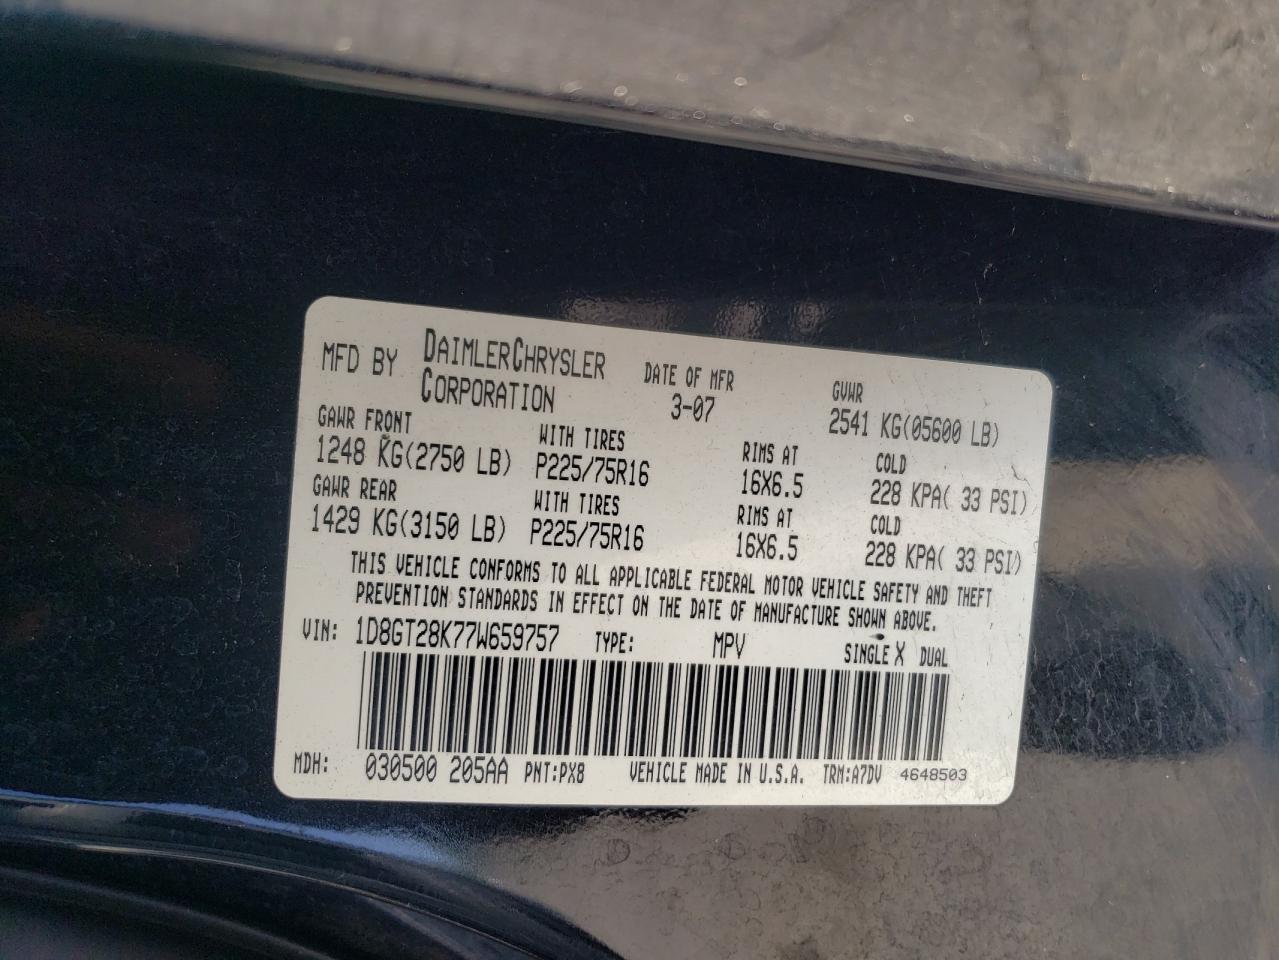 MFD BY DAIMLERCHRYSLER CORPORATION DATE OF MFR 3-07 GVWR 2541 KG(05600 LB)
GAWR FRONT WITH TIRES RIMS AT COLD
1248 KG(2750 LB) P225/75R16 16X6.5 228 KPA( 33 PSI)
GAWR REAR WITH TIRES RIMS AT COLD
1429 KG(3150 LB) P225/75R16 16X6.5 228 KPA( 33 PSI)
THIS VEHICLE CONFORMS TO ALL APPLICABLE FEDERAL MOTOR VEHICLE SAFETY AND THEFT
PREVENTION STANDARDS IN EFFECT ON THE DATE OF MANUFACTURE SHOWN ABOVE.
VIN: 1D8GT28K77W659757 TYPE: MPV SINGLE X DUAL
MDH: 030500 205AA PNT:PX8 VEHICLE MADE IN U.S.A. TRM:A7DV 4648503